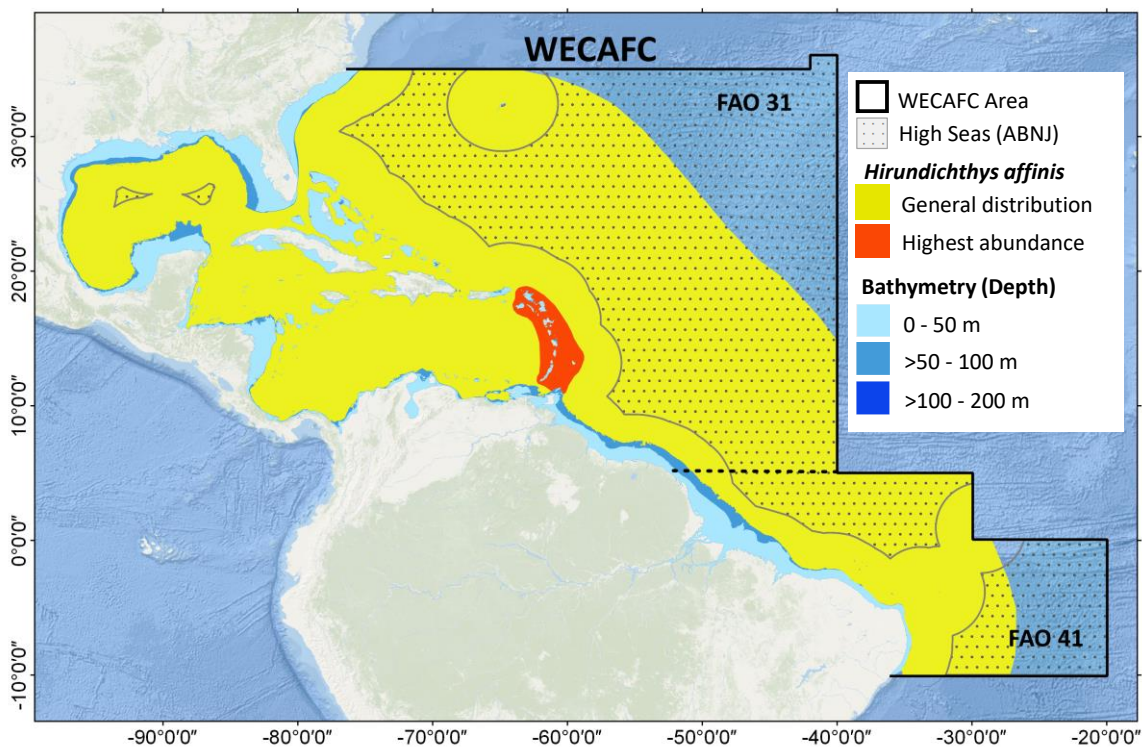 WECAFC
FAO 31
WECAFC Area
High Seas (ABNJ)
Hirundichthys affinis
General distribution
Highest abundance
Bathymetry (Depth)
0 - 50 m
>50 - 100 m
>100 - 200 m
FAO 41
30°0'0"
20°0'0"
10°0'0"
0°0'0"
-10°0'0"
-90°0'0"
-80°0'0"
-70°0'0"
-60°0'0"
-50°0'0"
-40°0'0"
-30°0'0"
-20°0'0"